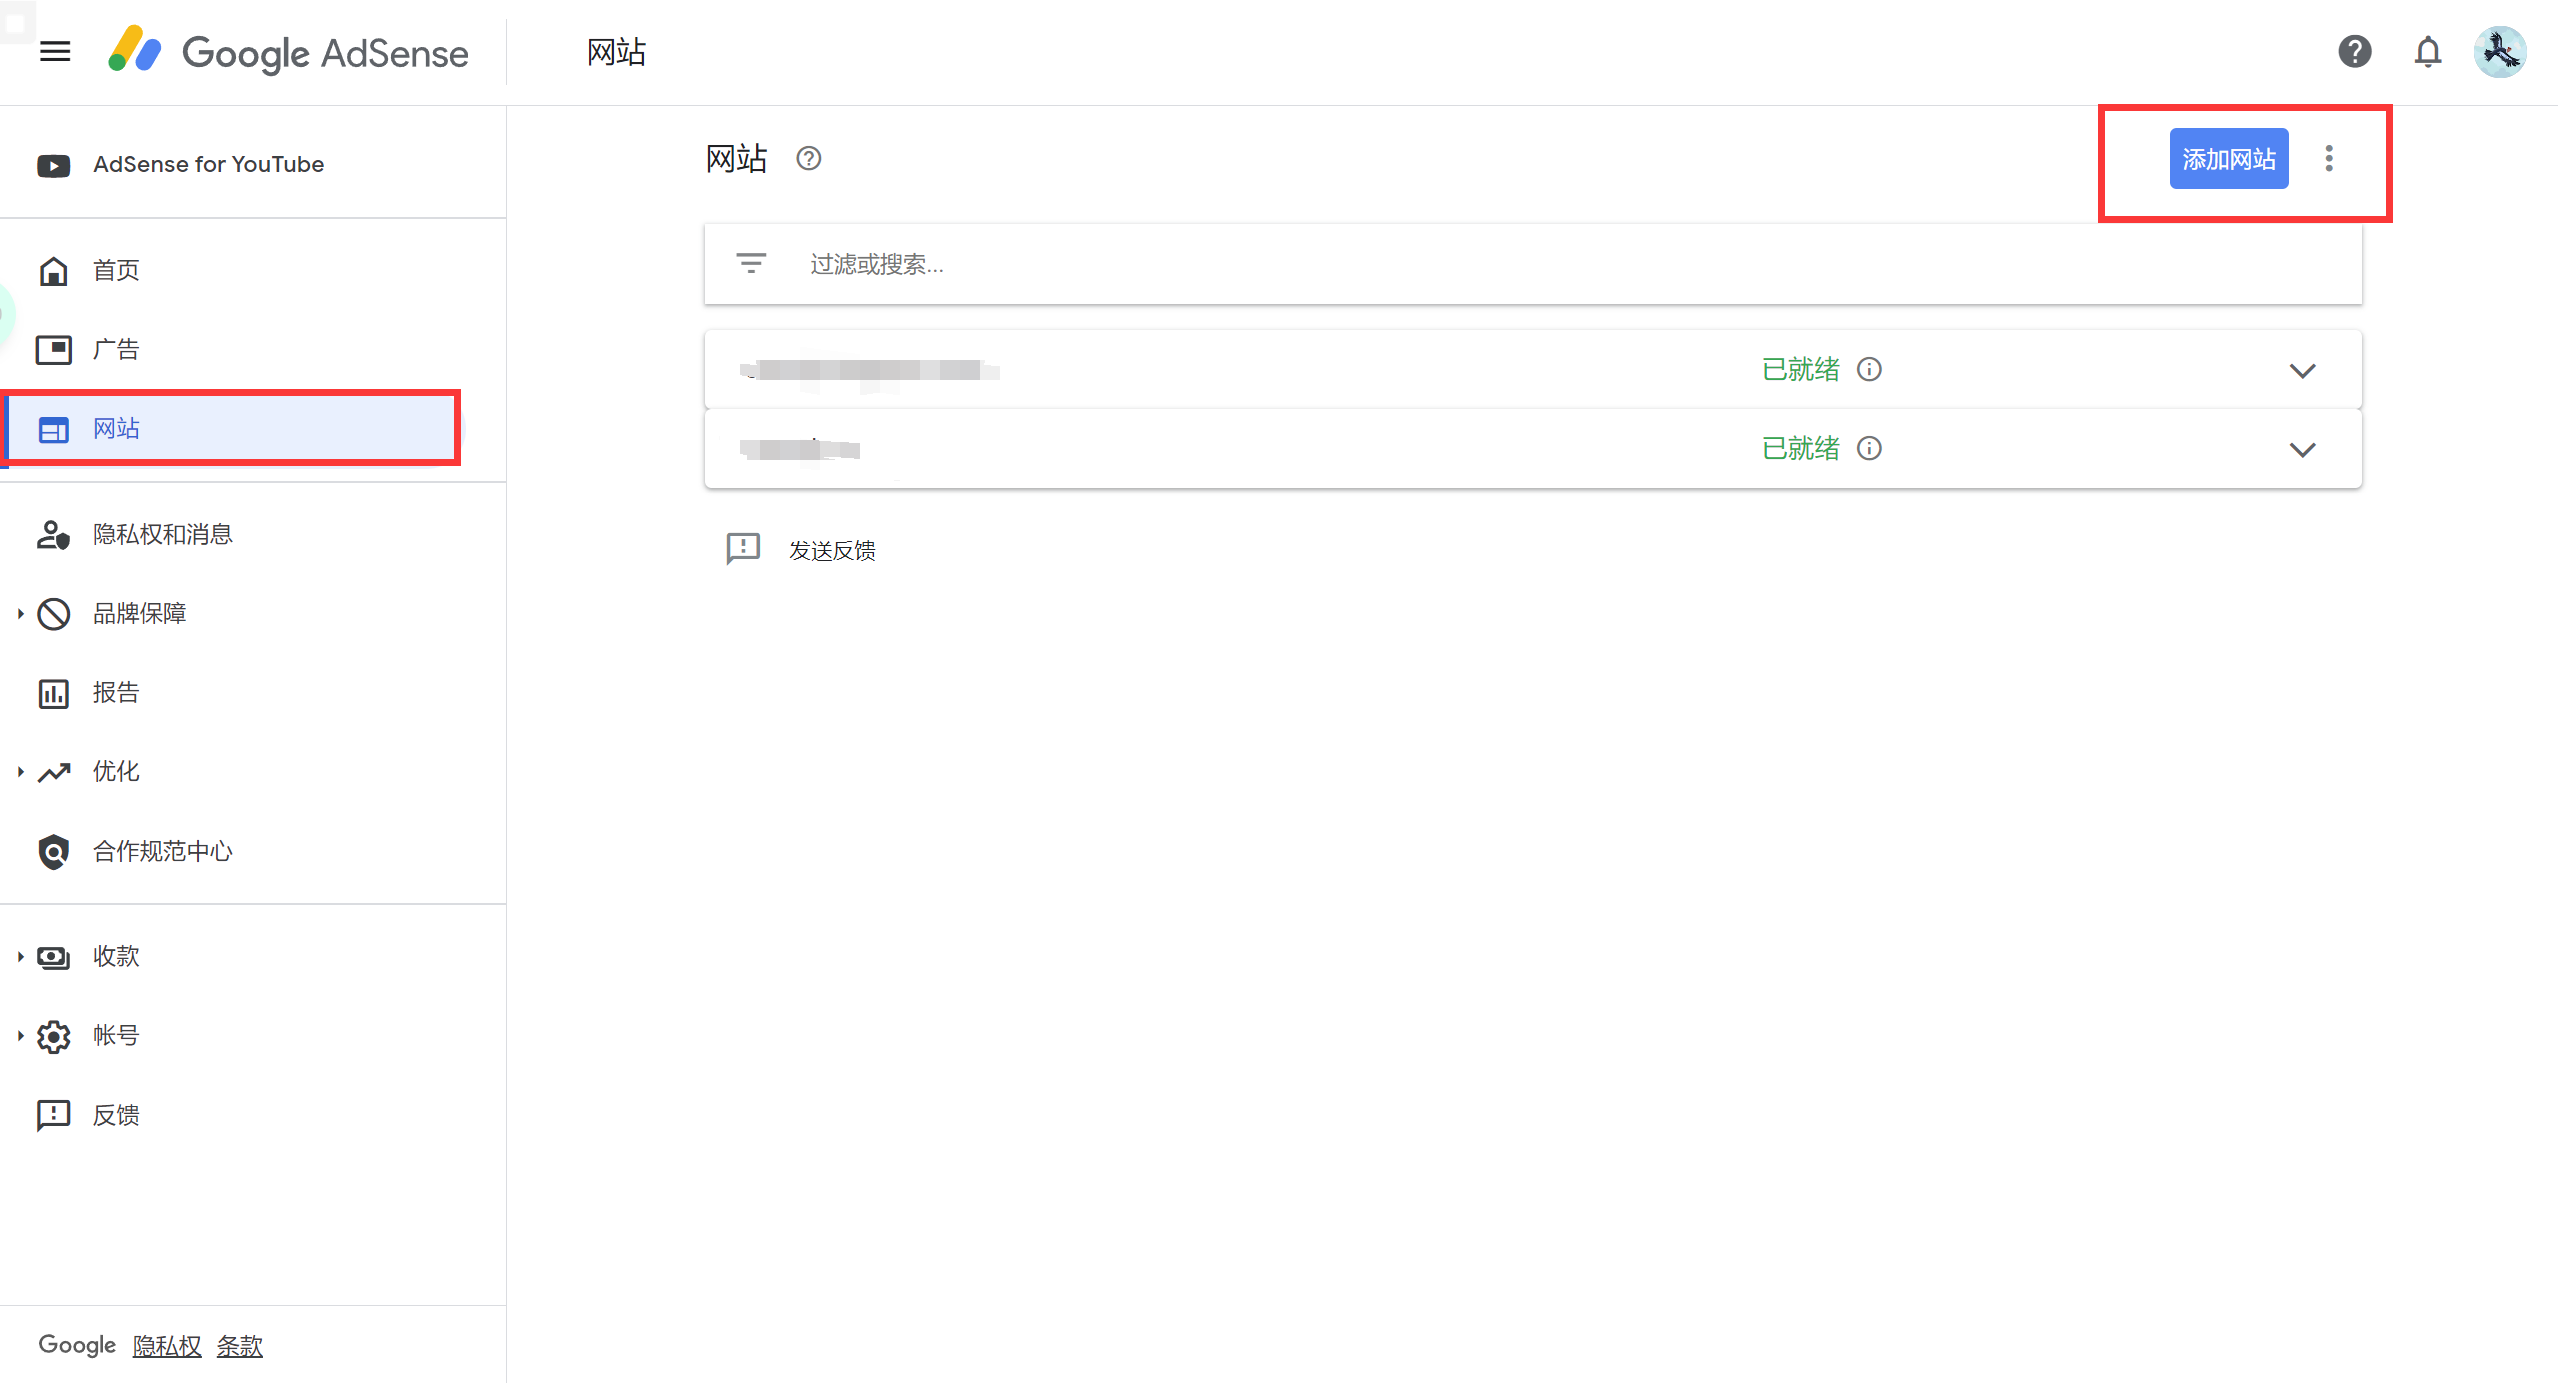 Google AdSense
网站
AdSense for YouTube
首页
广告
网站
隐私权和消息
品牌保障
报告
优化
合作规范中心
收款
帐号
反馈
Google 隐私权 条款
网站
添加网站
过滤或搜索...
已就绪
已就绪
发送反馈